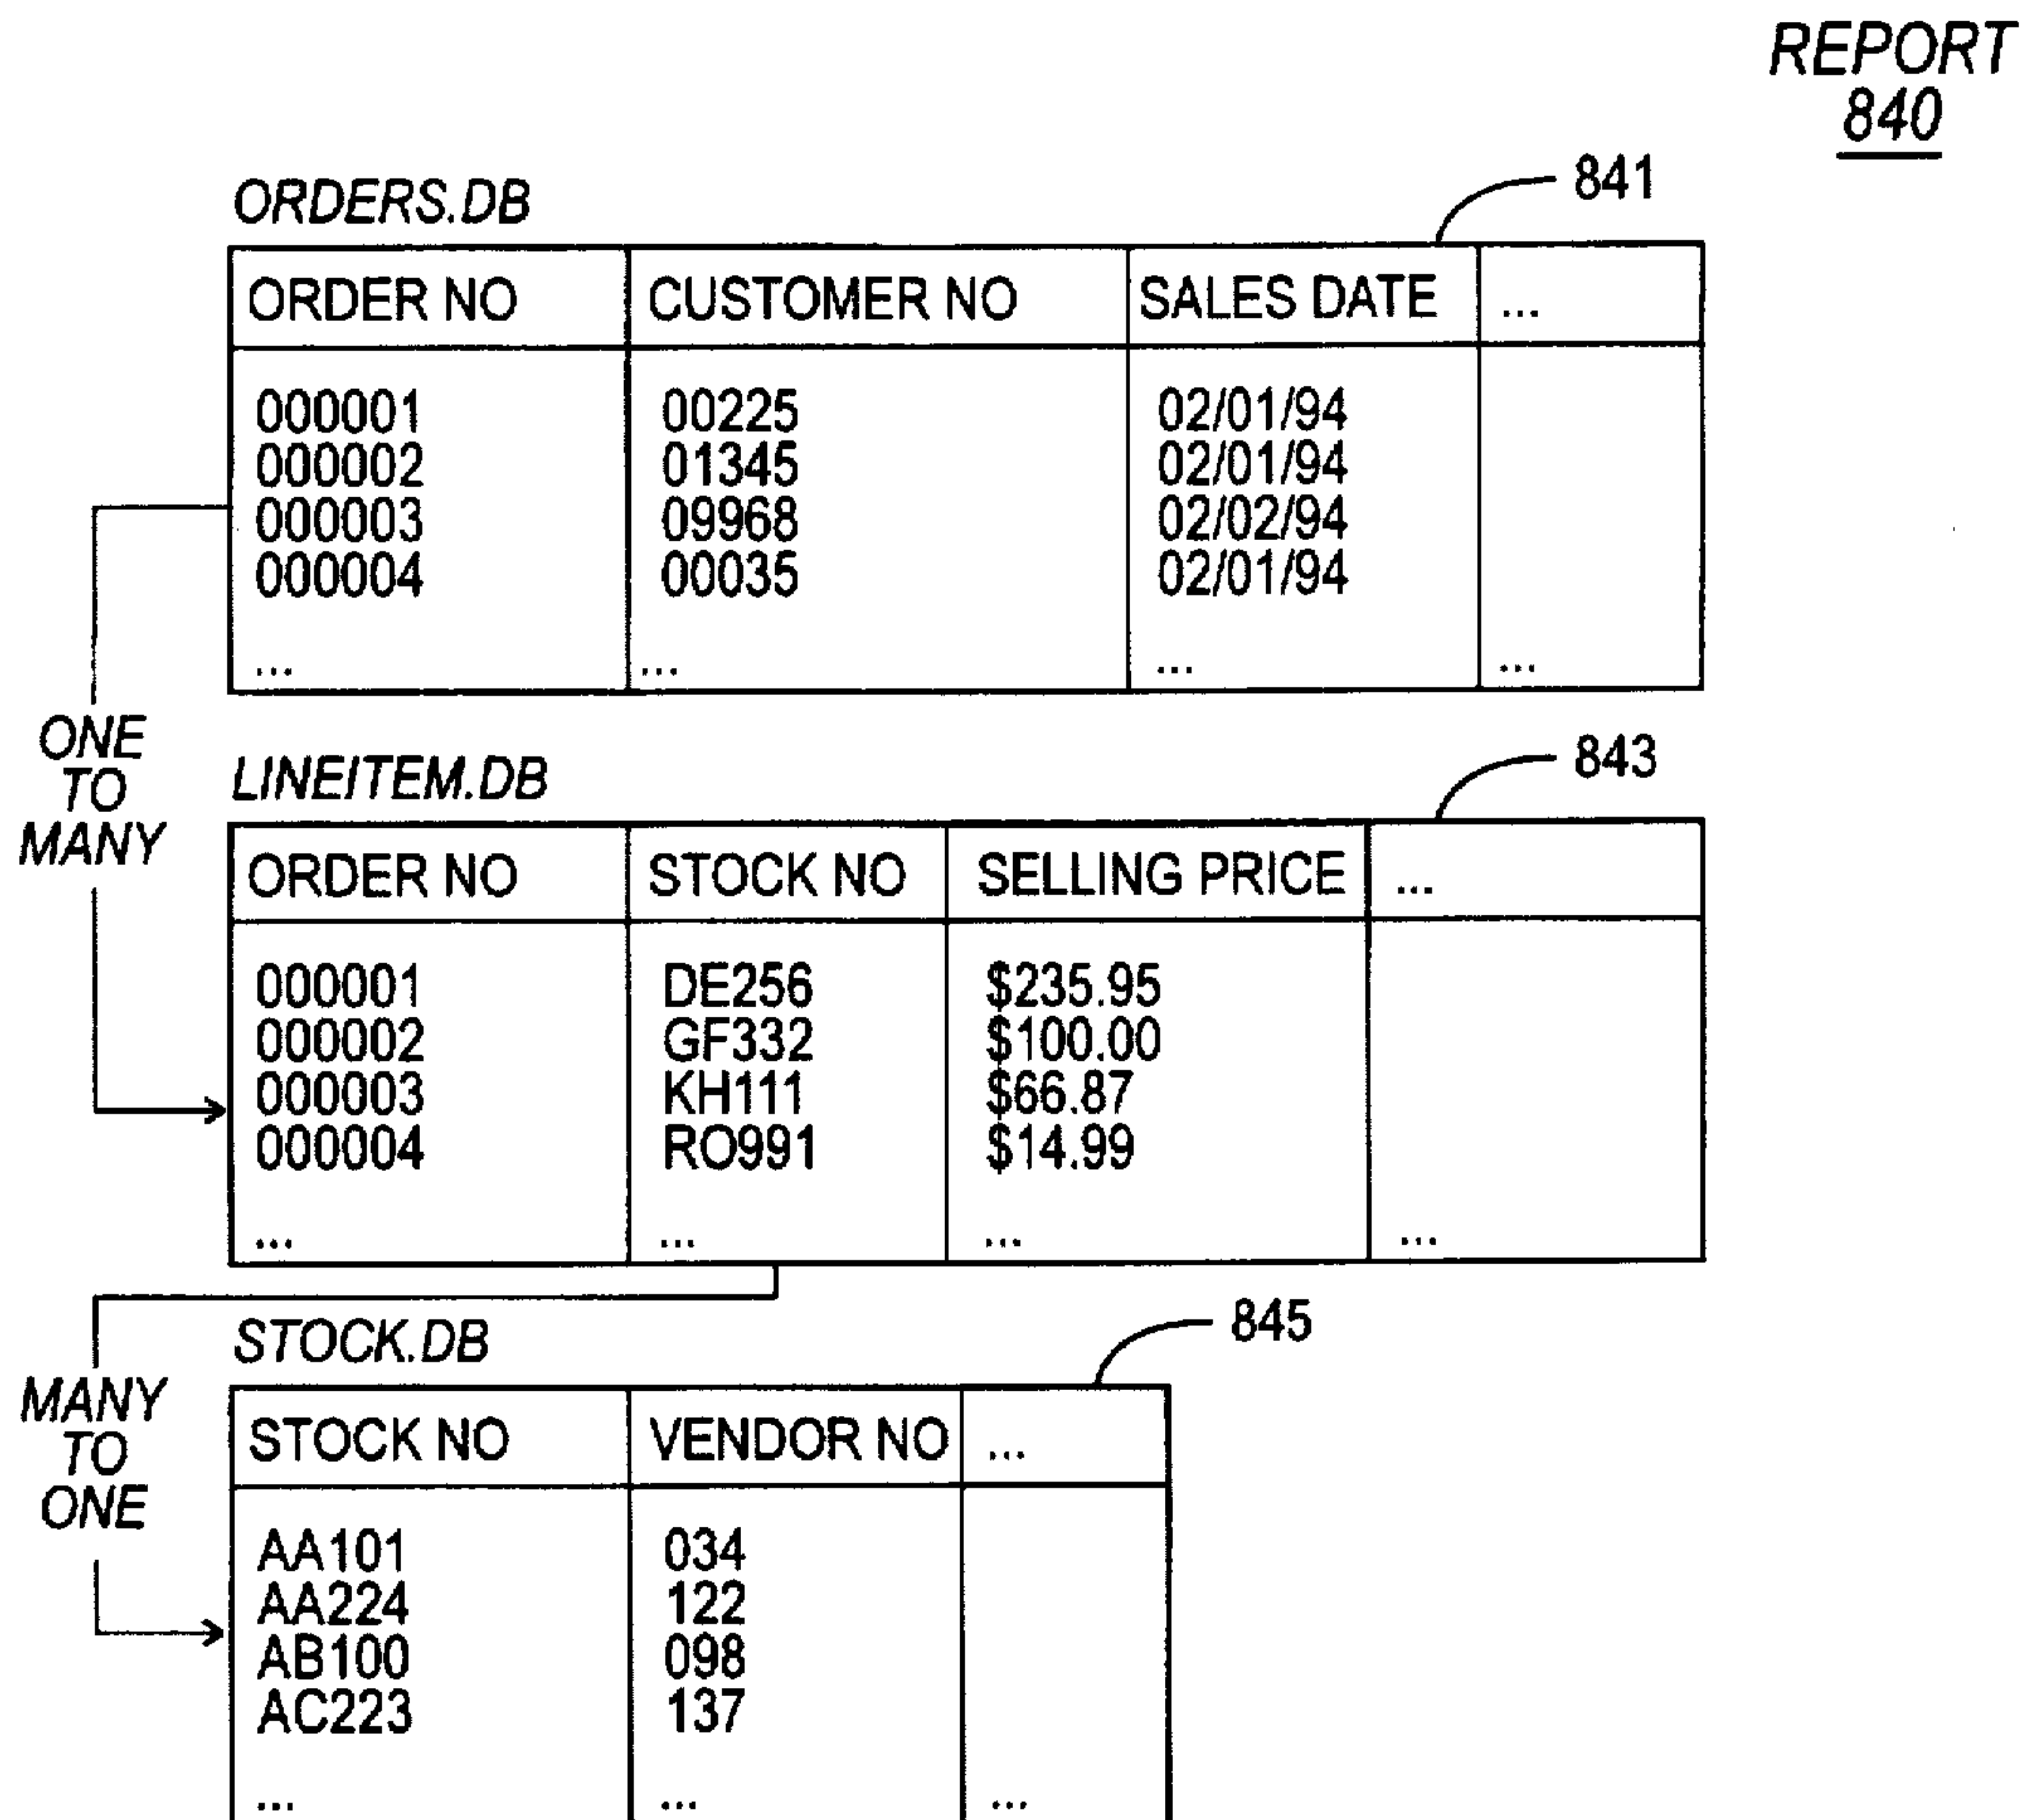 REPORT
840
841
ORDERS.DB
ORDER NO CUSTOMER NO SALES DATE ...
000001 00225 02/01/94
000002 01345 02/01/94
000003 09968 02/02/94
000004 00035 02/01/94
... ... ... ...
ONE
TO
MANY
843
LINEITEM.DB
ORDER NO STOCK NO SELLING PRICE ...
000001 DE256 $235.95
000002 GF332 $100.00
000003 KH111 $66.87
000004 RO991 $14.99
... ... ... ...
845
STOCK.DB
MANY
TO
ONE
STOCK NO VENDOR NO ...
AA101 034
AA224 122
AB100 098
AC223 137
... ... ...